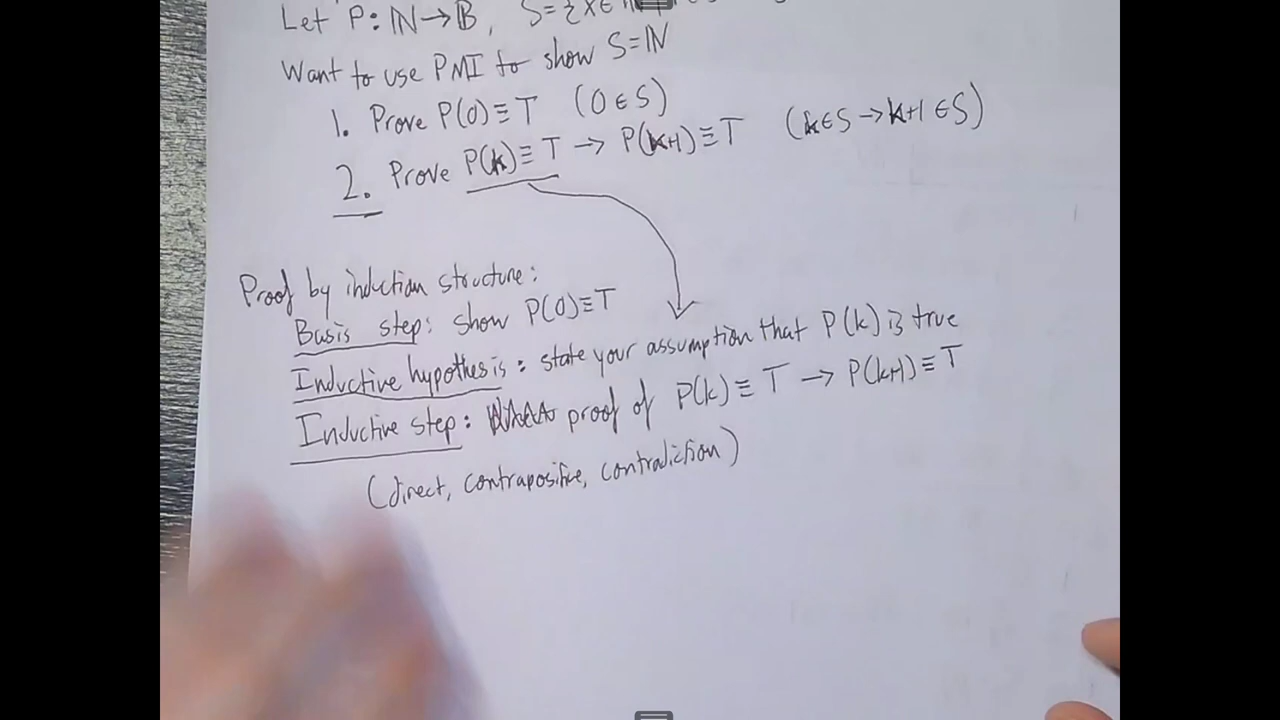 Let P: ℕ→𝔹, S={x∈
Want to use PMI to show S=ℕ
1. Prove P(0)≡T (0∈S)
2. Prove P(k)≡T → P(k+1)≡T (k∈S→k+1∈S)
Proof by induction structure:
Basis step: show P(0)≡T
Inductive hypothesis: state your assumption that P(k) is true
Inductive step: proof of P(k)≡T → P(k+1)≡T
(direct, contrapositive, contradiction)